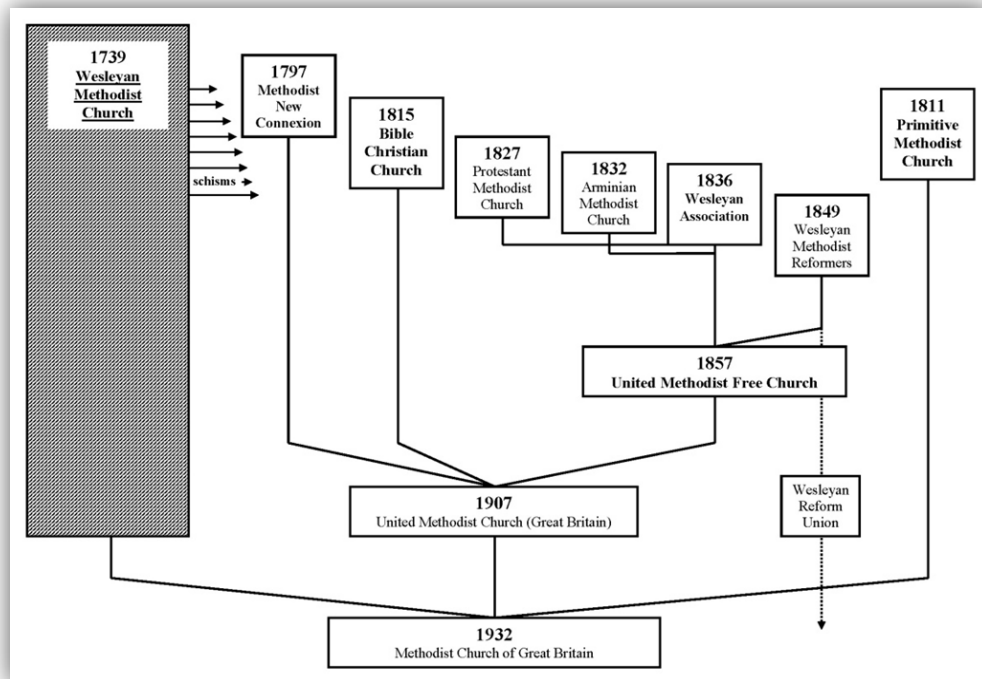 1739
Wesleyan
Methodist
Church
schisms
1797
Methodist
New
Connexion
1815
Bible
Christian
Church
1827
Protestant
Methodist
Church
1832
Arminian
Methodist
Church
1836
Wesleyan
Association
1849
Wesleyan
Methodist
Reformers
1811
Primitive
Methodist
Church
1857
United Methodist Free Church
1907
United Methodist Church (Great Britain)
Wesleyan
Reform
Union
1932
Methodist Church of Great Britain